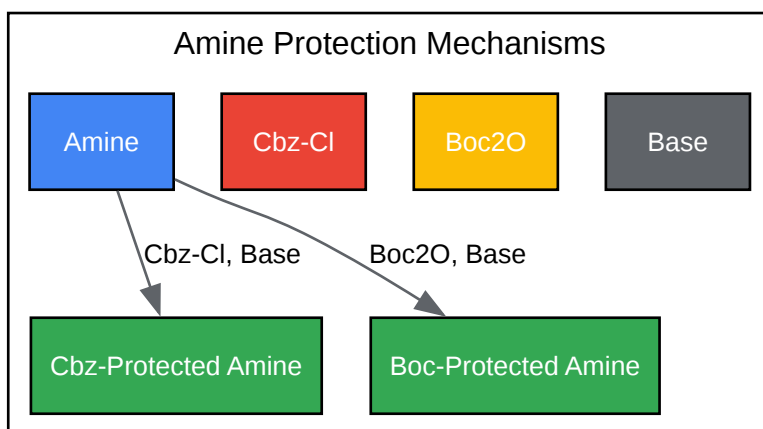 Amine Protection Mechanisms
Amine
Cbz-Cl
Boc2O
Base
Cbz-Cl, Base
Boc2O, Base
Cbz-Protected Amine
Boc-Protected Amine